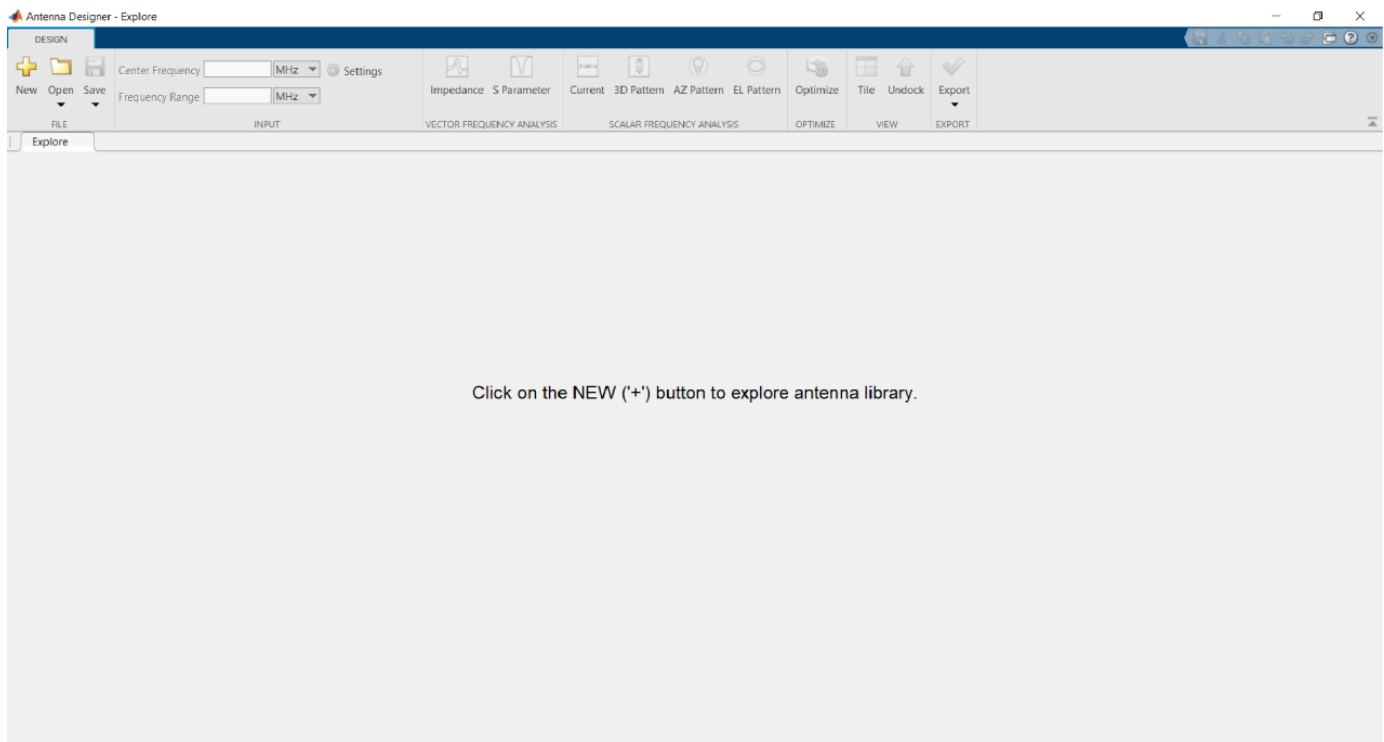 Antenna Designer - Explore
DESIGN
Center Frequency MHz Settings
New Open Save Frequency Range MHz Impedance S Parameter Current 3D Pattern AZ Pattern EL Pattern Optimize Tile Undock Export
FILE INPUT VECTOR FREQUENCY ANALYSIS SCALAR FREQUENCY ANALYSIS OPTIMIZE VIEW EXPORT
Explore
Click on the NEW ('+') button to explore antenna library.